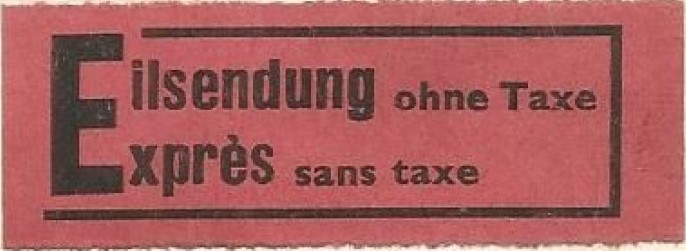 Eilsendung ohne Taxe
Exprès sans taxe